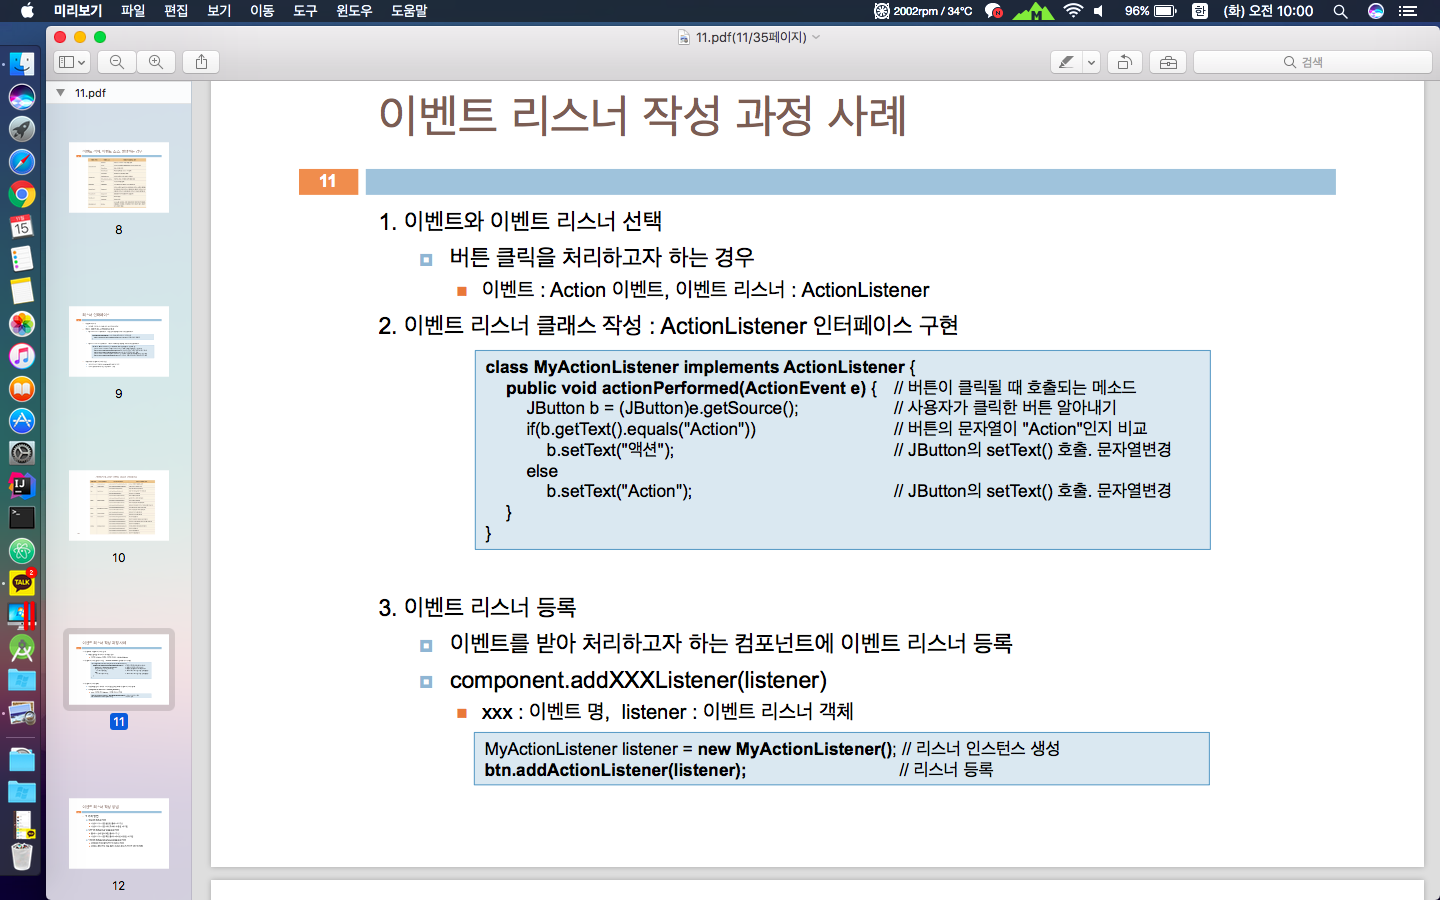 미리보기 파일 편집 보기 이동 도구 윈도우 도움말 2002rpm / 34°C 96% 한 (화) 오전 10:00
11.pdf(11/35페이지)
검색
11.pdf
8
9
10
11
12
이벤트 리스너 작성 과정 사례
11
1. 이벤트와 이벤트 리스너 선택
버튼 클릭을 처리하고자 하는 경우
이벤트 : Action 이벤트, 이벤트 리스너 : ActionListener
2. 이벤트 리스너 클래스 작성 : ActionListener 인터페이스 구현
class MyActionListener implements ActionListener {
public void actionPerformed(ActionEvent e) { // 버튼이 클릭될 때 호출되는 메소드
JButton b = (JButton)e.getSource(); // 사용자가 클릭한 버튼 알아내기
if(b.getText().equals("Action")) // 버튼의 문자열이 "Action"인지 비교
b.setText("액션"); // JButton의 setText() 호출. 문자열변경
else
b.setText("Action"); // JButton의 setText() 호출. 문자열변경
}
}
3. 이벤트 리스너 등록
이벤트를 받아 처리하고자 하는 컴포넌트에 이벤트 리스너 등록
component.addXXXListener(listener)
xxx : 이벤트 명, listener : 이벤트 리스너 객체
MyActionListener listener = new MyActionListener(); // 리스너 인스턴스 생성
btn.addActionListener(listener); // 리스너 등록
15
IJ
TALK
2